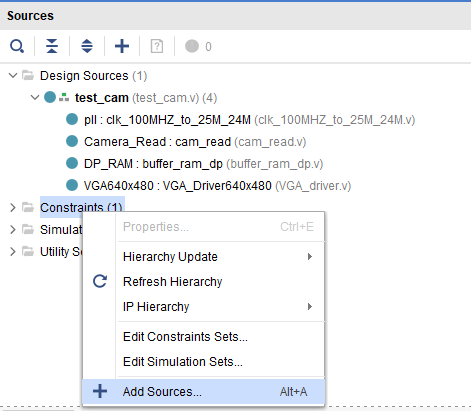 Sources
0
Design Sources (1)
test_cam (test_cam.v) (4)
pll : clk_100MHZ_to_25M_24M (clk_100MHZ_to_25M_24M.v)
Camera_Read : cam_read (cam_read.v)
DP_RAM : buffer_ram_dp (buffer_ram_dp.v)
VGA640x480 : VGA_Driver640x480 (VGA_driver.v)
Constraints (1)
Simulat
Utility S
Properties... Ctrl+E
Hierarchy Update
Refresh Hierarchy
IP Hierarchy
Edit Constraints Sets...
Edit Simulation Sets...
Add Sources... Alt+A